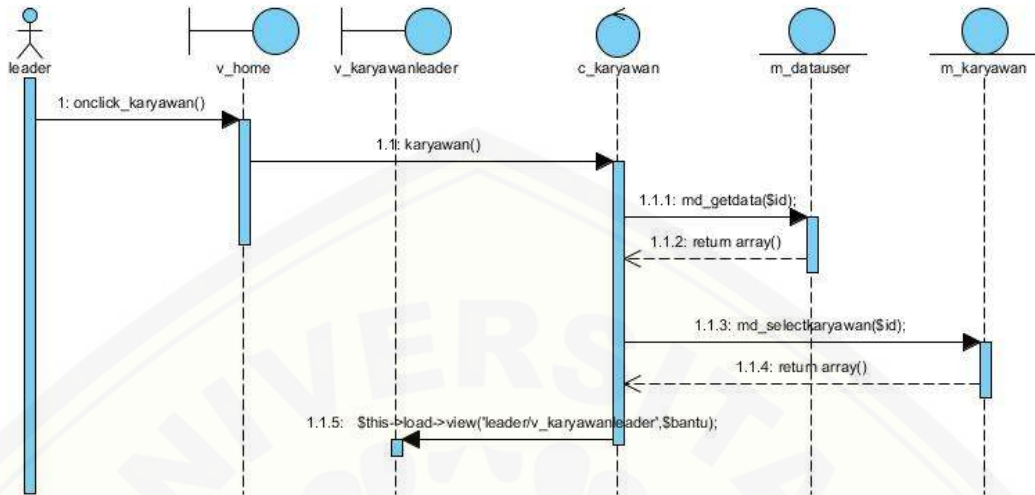 leader
v_home
v_karyawanleader
c_karyawan
m_datauser
m_karyawan
1: onclick_karyawan()
1.1: karyawan()
1.1.1: md_getdata($id);
1.1.2: return array()
1.1.3: md_selectkaryawan($id);
1.1.4: return array()
1.1.5: $this->load->view('leader/v_karyawanleader',$bantu);
NIVERSITA